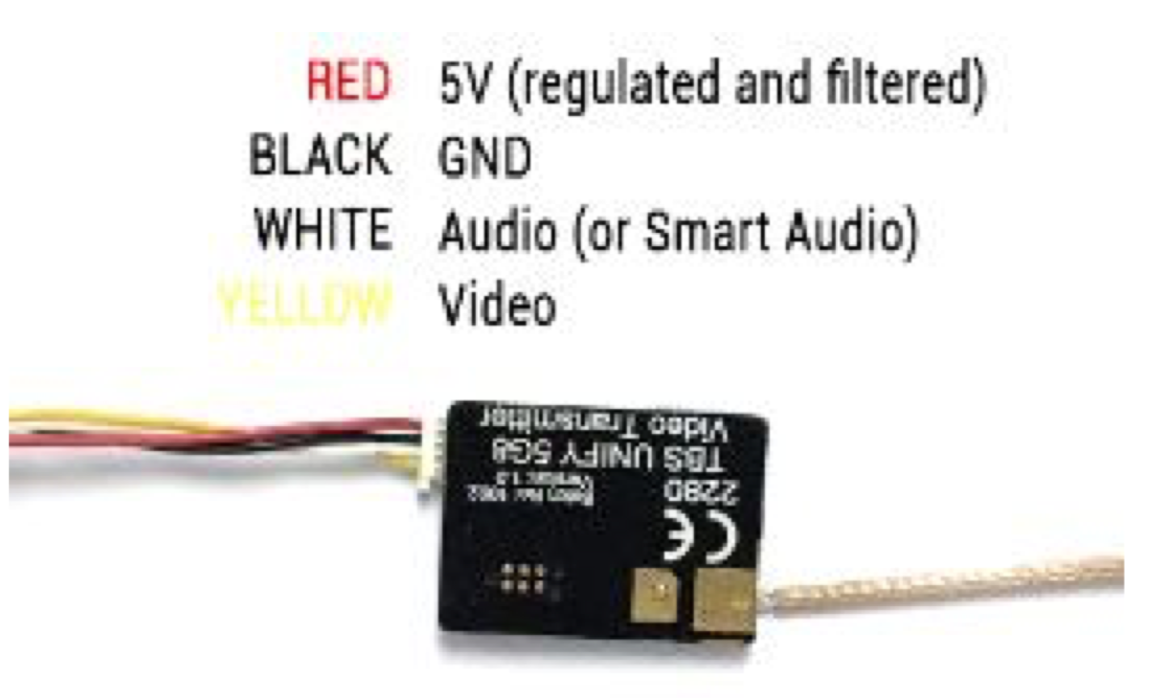 RED 5V (regulated and filtered)
BLACK GND
WHITE Audio (or Smart Audio)
YELLOW Video
Video Transmitter
TBS UNIFY 5G8
2280
CE